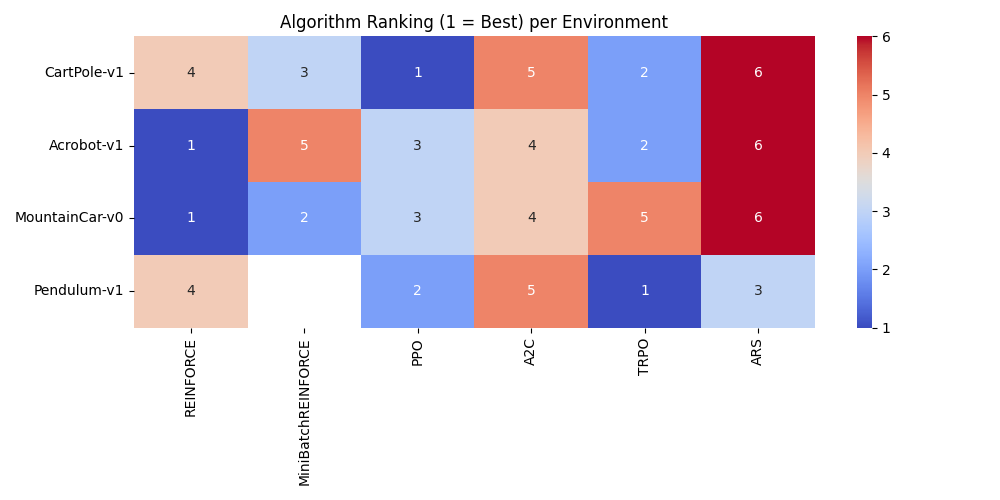 Algorithm Ranking (1 = Best) per Environment
CartPole-v1 4 3 1 5 2 6
Acrobot-v1 1 5 3 4 2 6
MountainCar-v0 1 2 3 4 5 6
Pendulum-v1 4 2 5 1 3
REINFORCE
MiniBatchREINFORCE
PPO
A2C
TRPO
ARS
6
5
4
3
2
1